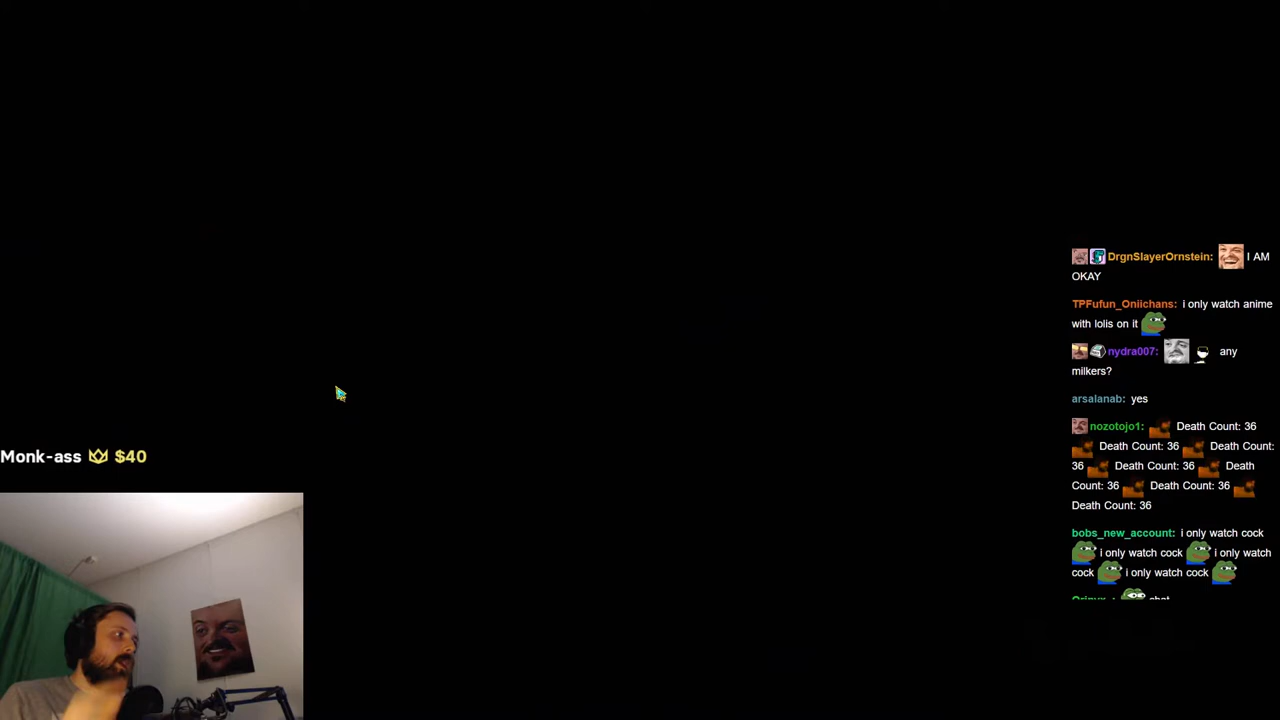 DrgnSlayerOrnstein: I AM
OKAY
TPFufun_Oniichans: i only watch anime
with lolis on it
nydra007: any
milkers?
arsalanab: yes
nozotojo1: Death Count: 36
Death Count: 36 Death Count:
36 Death Count: 36 Death
Count: 36 Death Count: 36
Death Count: 36
bobs_new_account: i only watch cock
i only watch cock i only watch
cock i only watch cock
chat
Monk-ass $40